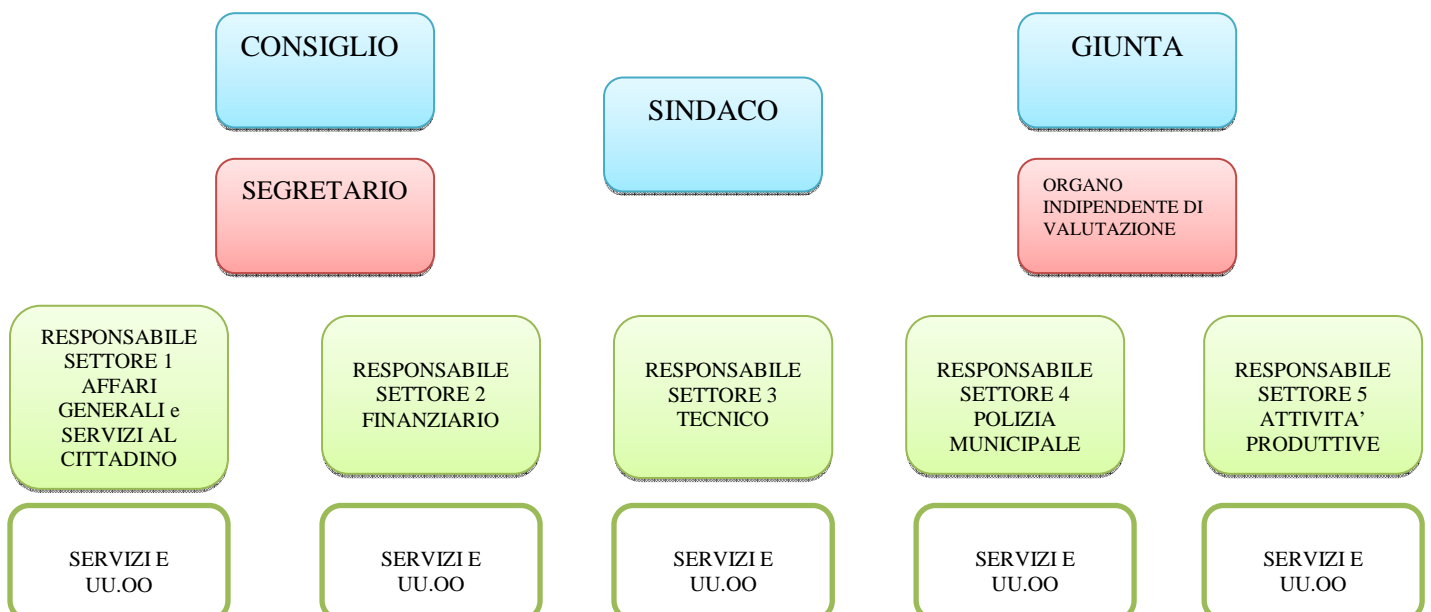 CONSIGLIO
GIUNTA
SINDACO
SEGRETARIO
ORGANO
INDIPENDENTE DI
VALUTAZIONE
RESPONSABILE
SETTORE 1
AFFARI
GENERALI e
SERVIZI AL
CITTADINO
RESPONSABILE
SETTORE 2
FINANZIARIO
RESPONSABILE
SETTORE 3
TECNICO
RESPONSABILE
SETTORE 4
POLIZIA
MUNICIPALE
RESPONSABILE
SETTORE 5
ATTIVITA’
PRODUTTIVE
SERVIZI E
UU.OO
SERVIZI E
UU.OO
SERVIZI E
UU.OO
SERVIZI E
UU.OO
SERVIZI E
UU.OO